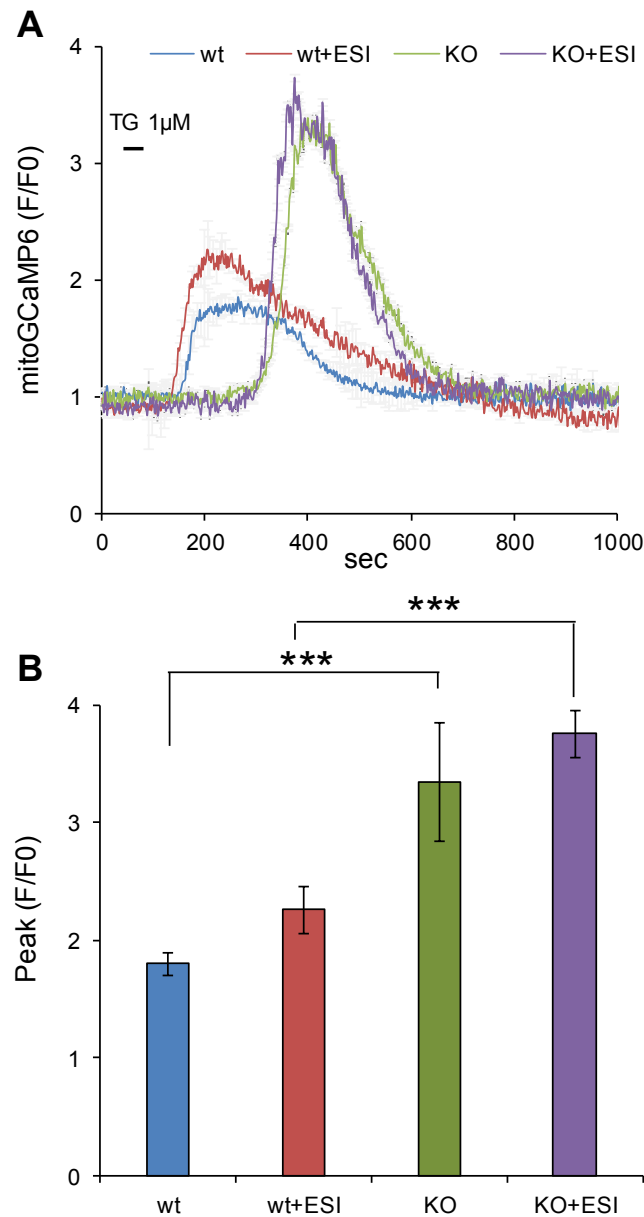 A
wt wt+ESI KO KO+ESI
TG 1µM
mitoGCaMP6 (F/F0)
4
3
2
1
0
0 200 400 600 800 1000
sec
B
***
***
Peak (F/F0)
4
3
2
1
0
wt wt+ESI KO KO+ESI